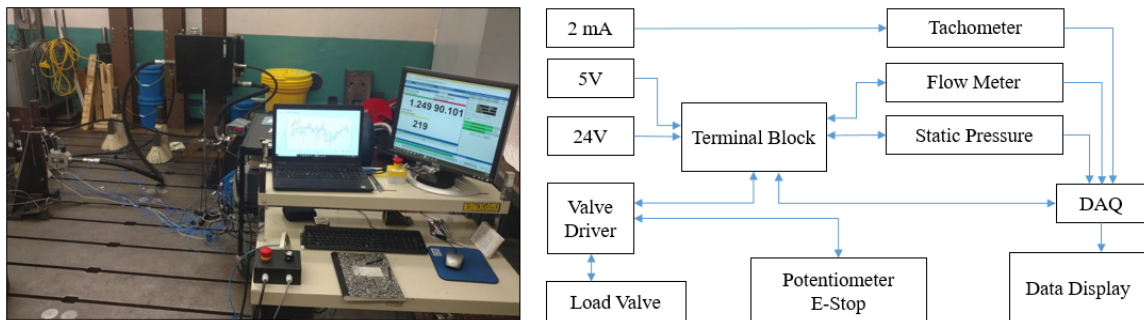 1.249 90.101
219
2 mA
Tachometer
5V
Flow Meter
24V
Terminal Block
Static Pressure
Valve
Driver
DAQ
Load Valve
Potentiometer
E-Stop
Data Display